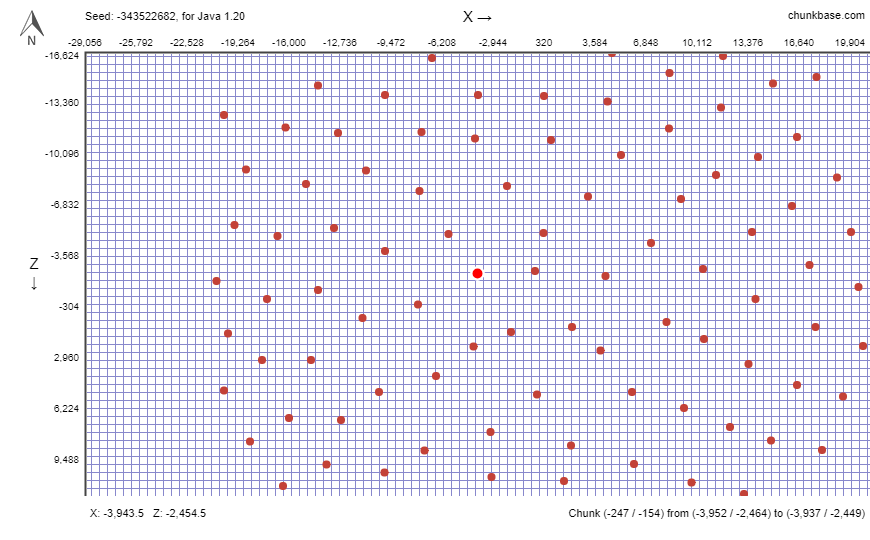 Seed: -343522682, for Java 1.20
X →
chunkbase.com
N
-29,056 -25,792 -22,528 -19,264 -16,000 -12,736 -9,472 -6,208 -2,944 320 3,584 6,848 10,112 13,376 16,640 19,904
-16,624
-13,360
-10,096
-6,832
-3,568
Z
↓
-304
2,960
6,224
9,488
X: -3,943.5 Z: -2,454.5
Chunk (-247 / -154) from (-3,952 / -2,464) to (-3,937 / -2,449)